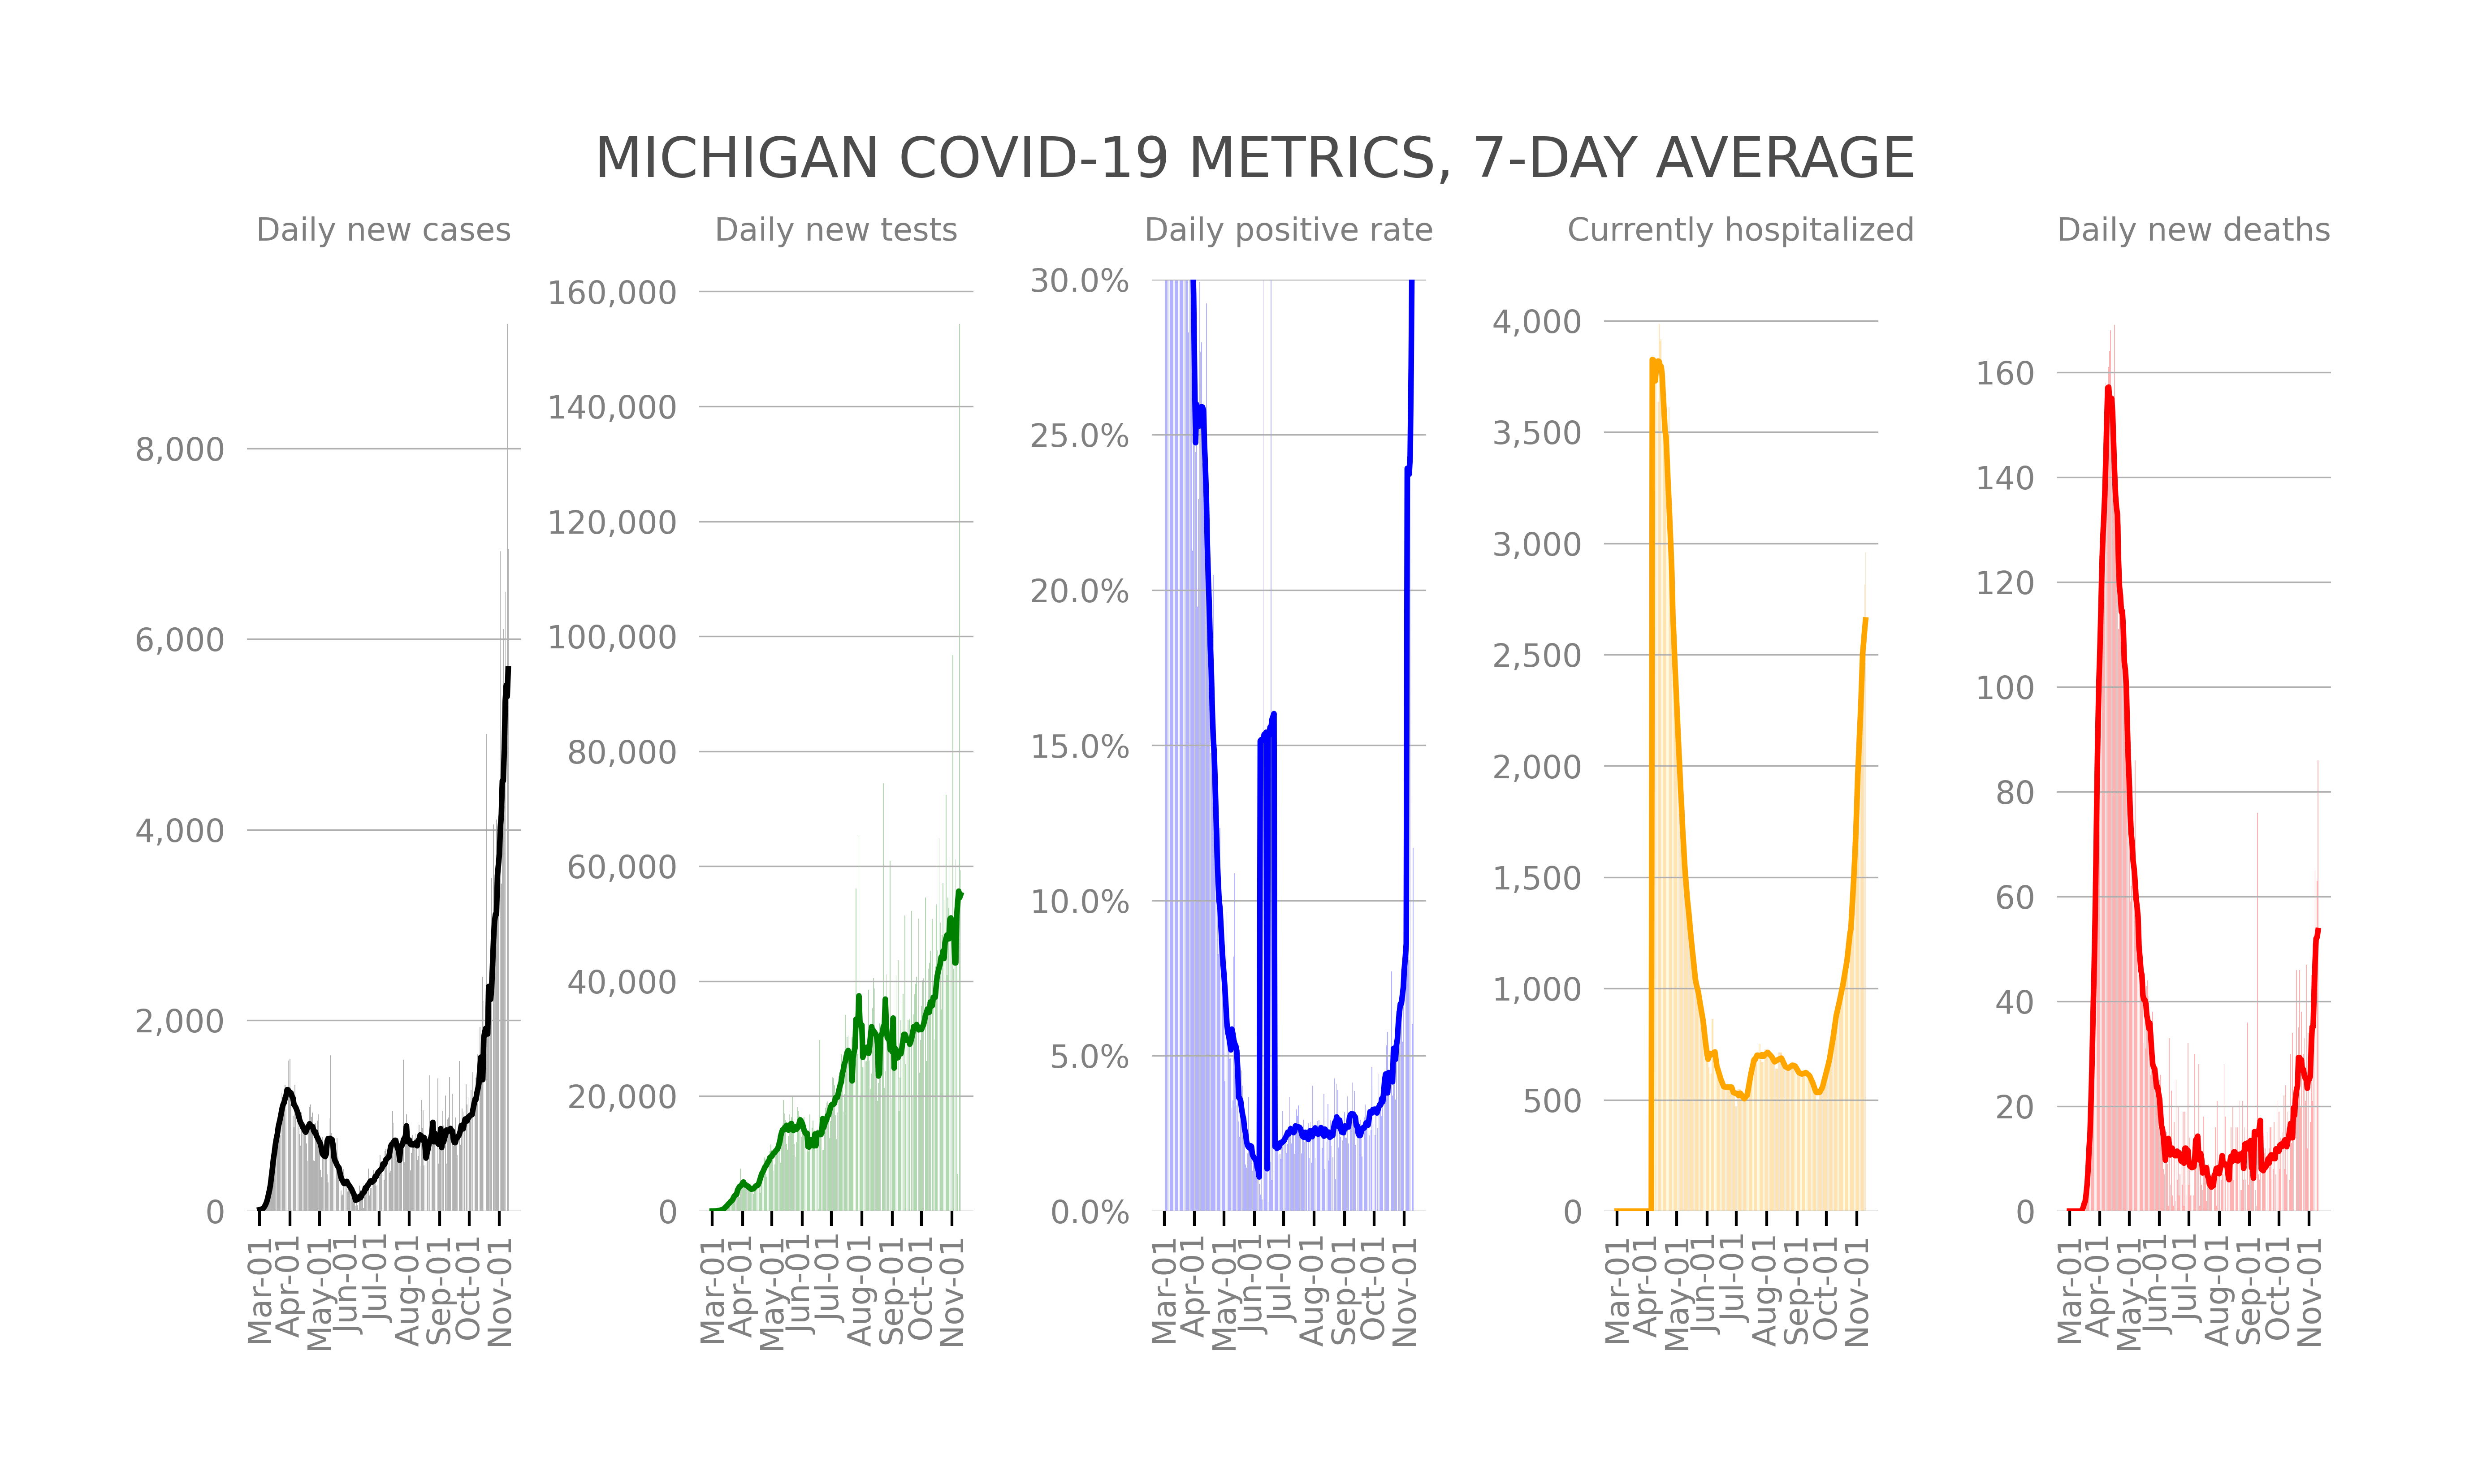 MICHIGAN COVID-19 METRICS, 7-DAY AVERAGE
Daily new cases
8,000
6,000
4,000
2,000
0
Mar-01
Apr-01
May-01
Jun-01
Jul-01
Aug-01
Sep-01
Oct-01
Nov-01
Daily new tests
160,000
140,000
120,000
100,000
80,000
60,000
40,000
20,000
0
Mar-01
Apr-01
May-01
Jun-01
Jul-01
Aug-01
Sep-01
Oct-01
Nov-01
Daily positive rate
30.0%
25.0%
20.0%
15.0%
10.0%
5.0%
0.0%
Mar-01
Apr-01
May-01
Jun-01
Jul-01
Aug-01
Sep-01
Oct-01
Nov-01
Currently hospitalized
4,000
3,500
3,000
2,500
2,000
1,500
1,000
500
0
Mar-01
Apr-01
May-01
Jun-01
Jul-01
Aug-01
Sep-01
Oct-01
Nov-01
Daily new deaths
160
140
120
100
80
60
40
20
0
Mar-01
Apr-01
May-01
Jun-01
Jul-01
Aug-01
Sep-01
Oct-01
Nov-01